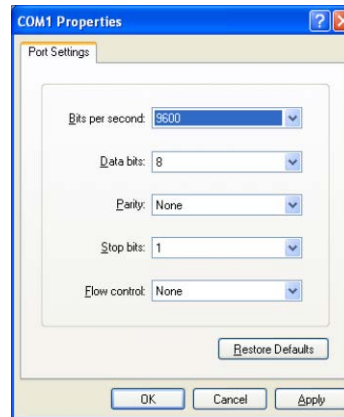 COM1 Properties
Port Settings
Bits per second: 9600
Data bits: 8
Parity: None
Stop bits: 1
Flow control: None
Restore Defaults
OK Cancel Apply